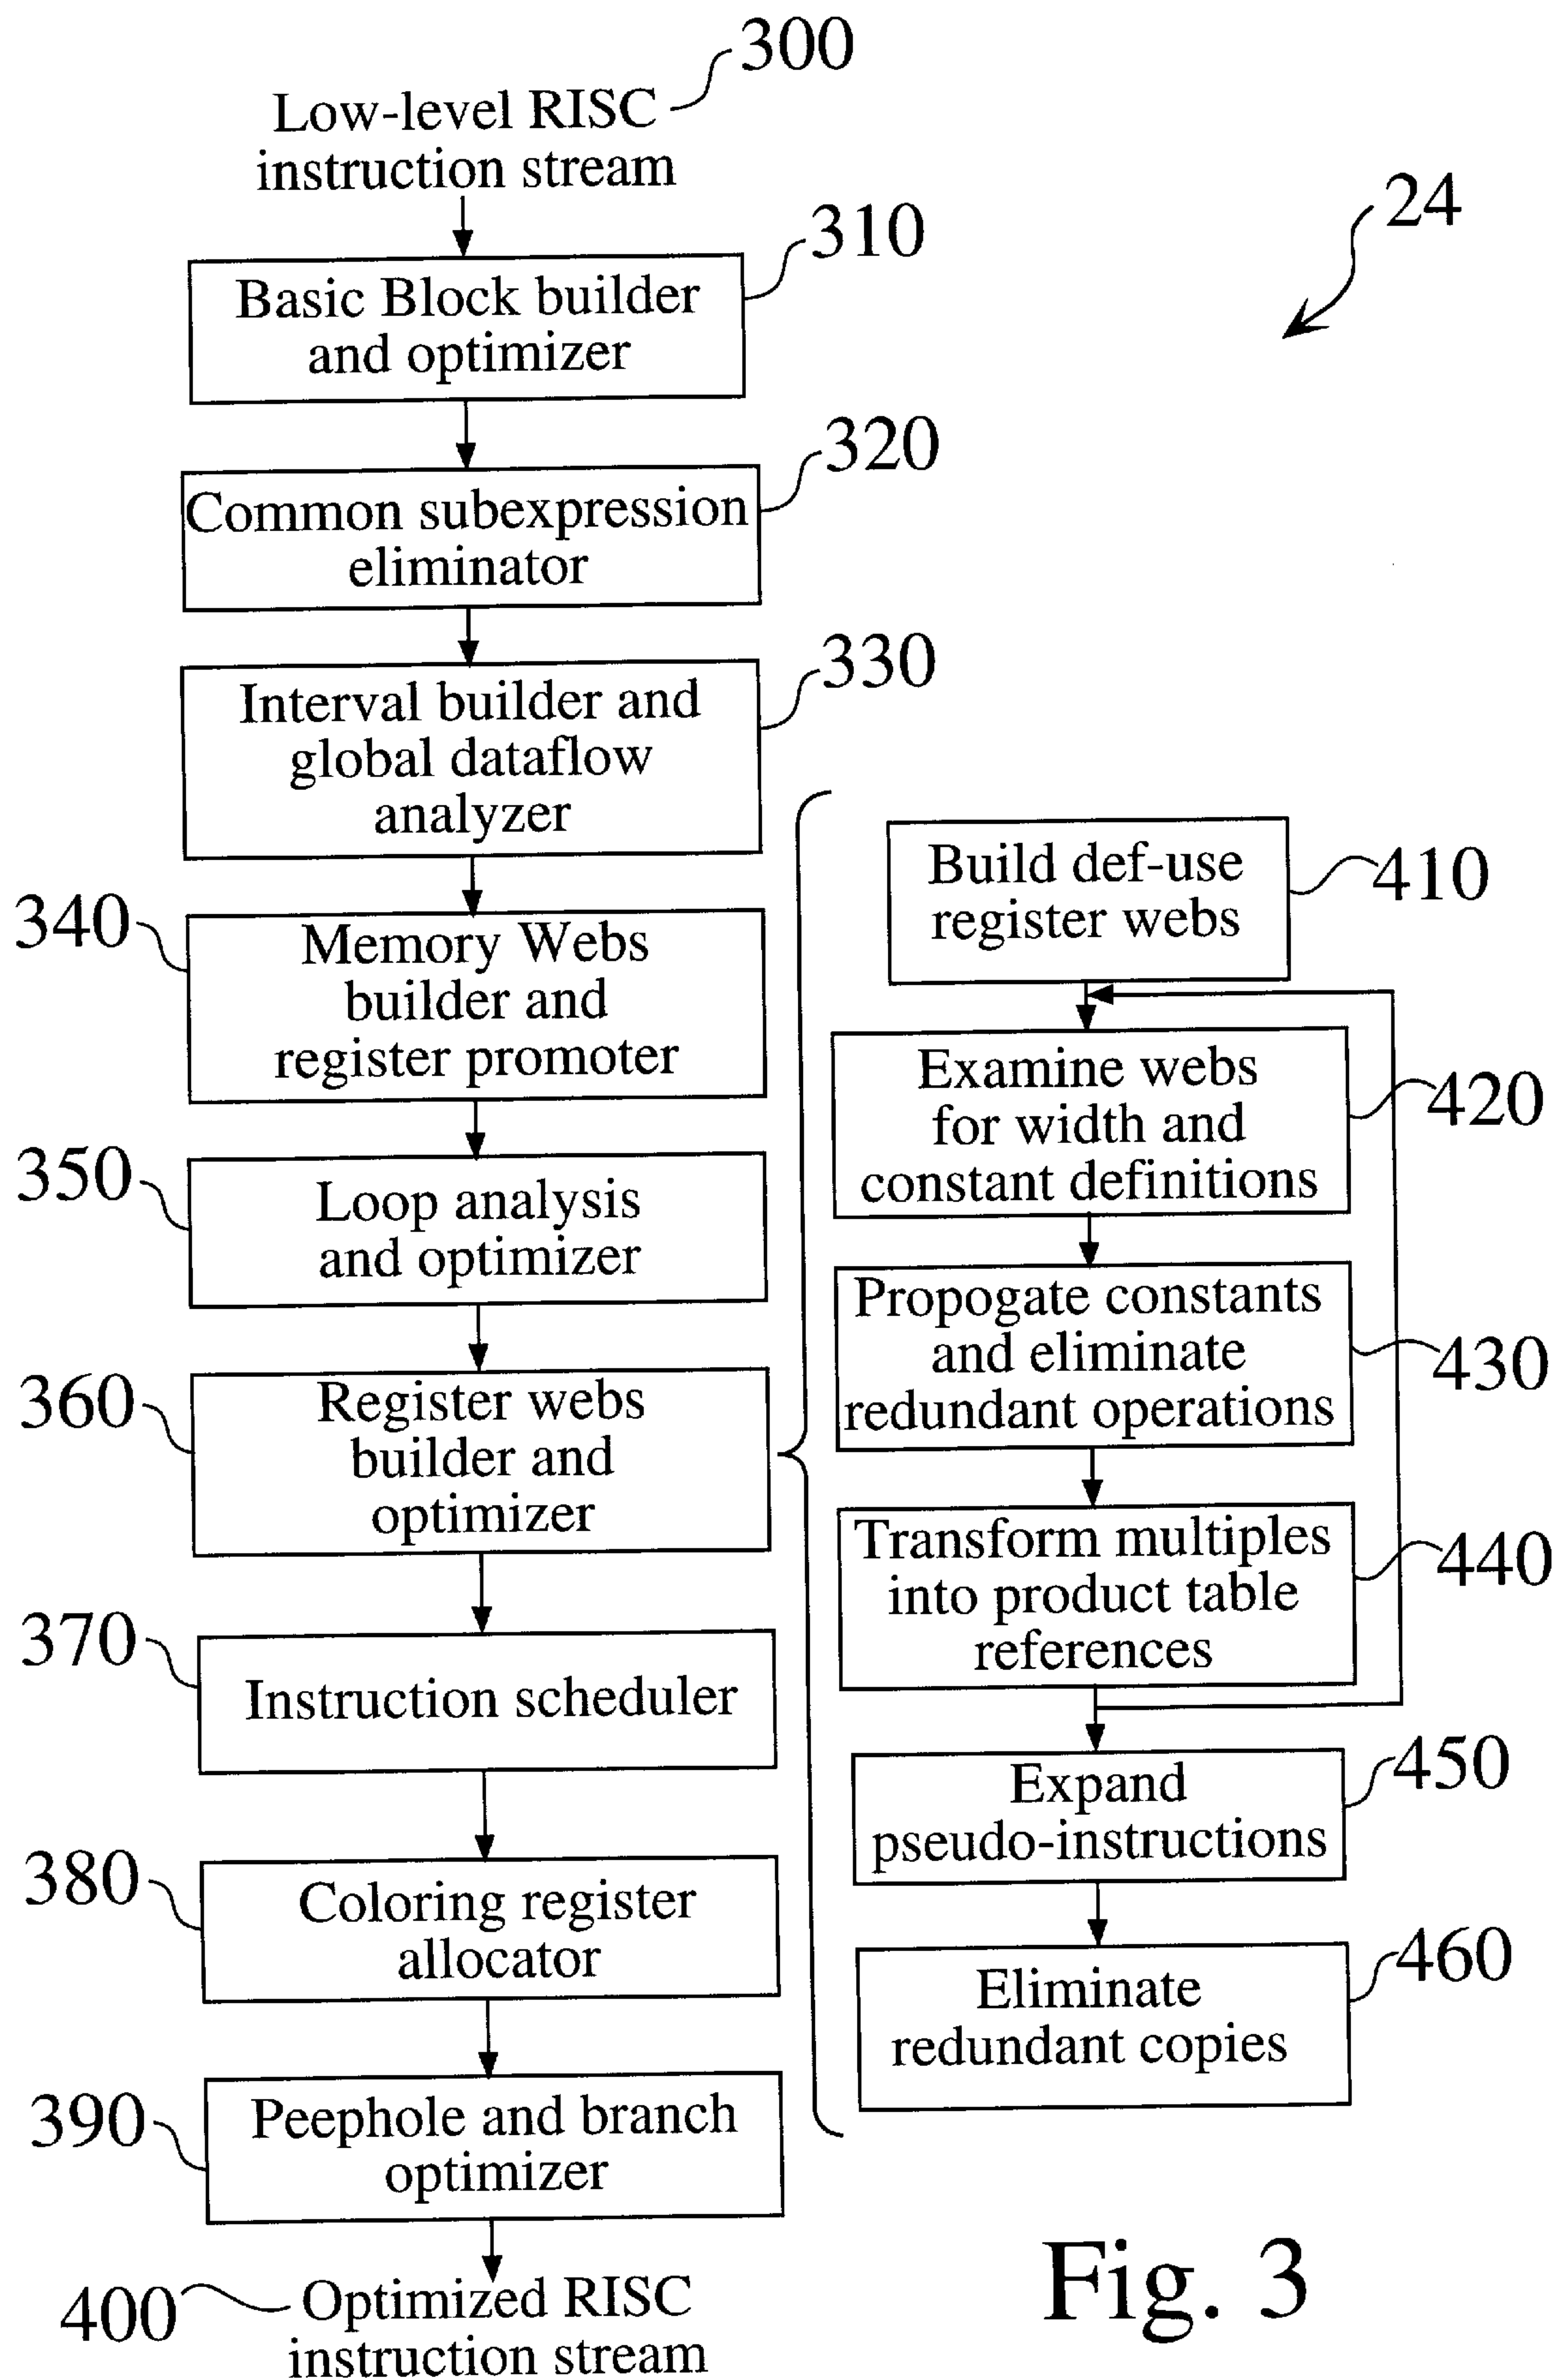 300
Low-level RISC
instruction stream
24
310
Basic Block builder
and optimizer
320
Common subexpression
eliminator
330
Interval builder and
global dataflow
analyzer
340
Memory Webs
builder and
register promoter
350
Loop analysis
and optimizer
360
Register webs
builder and
optimizer
370
Instruction scheduler
380
Coloring register
allocator
390
Peephole and branch
optimizer
400
Optimized RISC
instruction stream
Build def-use
register webs
410
Examine webs
for width and
constant definitions
420
Propogate constants
and eliminate
redundant operations
430
Transform multiples
into product table
references
440
Expand
pseudo-instructions
450
Eliminate
redundant copies
460
Fig. 3